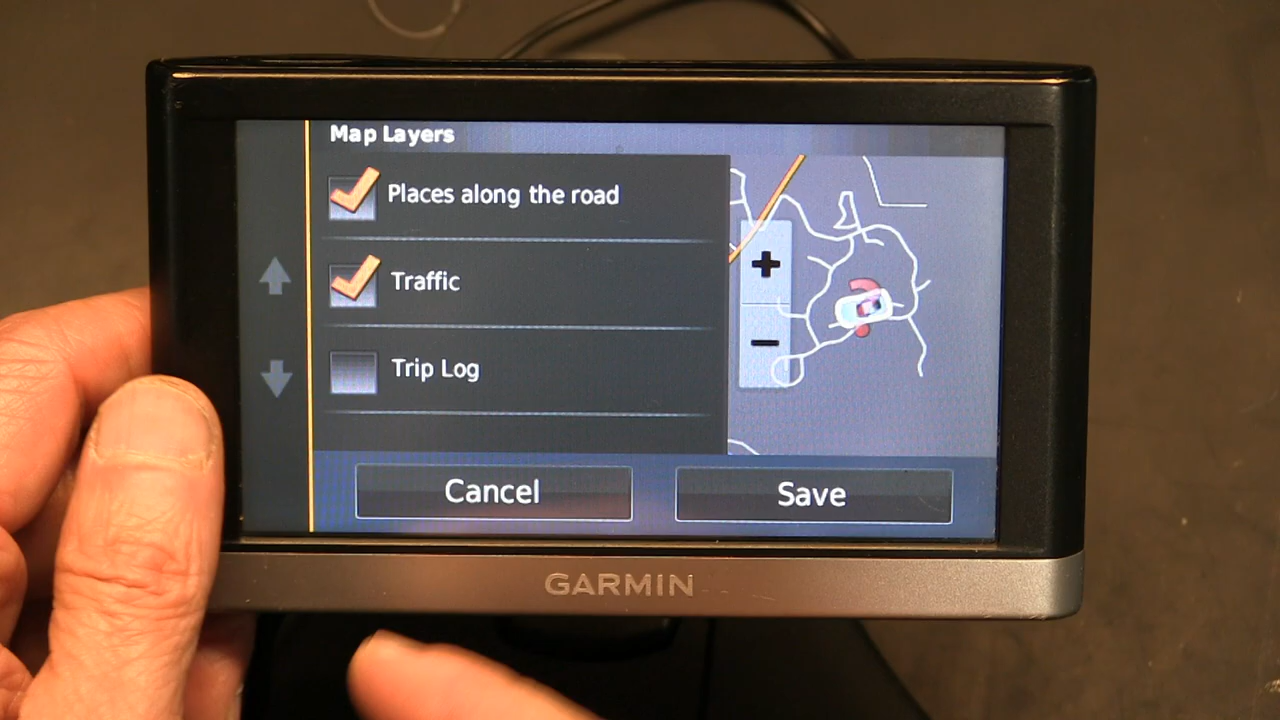 Map Layers
Places along the road
Traffic
Trip Log
+
−
Cancel
Save
GARMIN